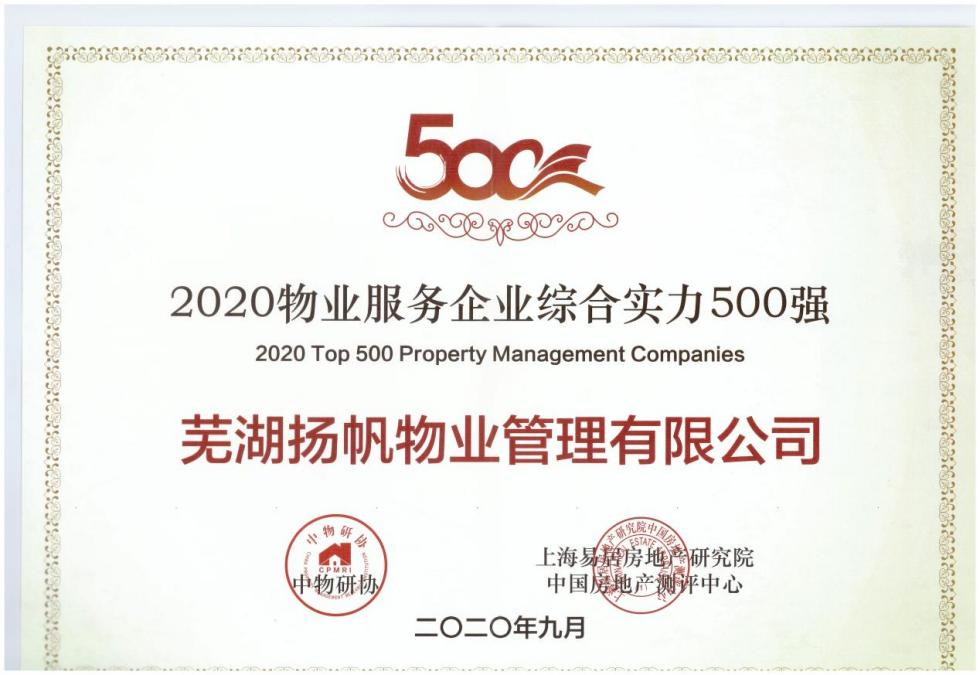 500
2020物业服务企业综合实力500强
2020 Top 500 Property Management Companies
芜湖扬帆物业管理有限公司
中物研协
CPMRI
中物研协
上海易居房地产研究院
中国房地产测评中心
二〇二〇年九月